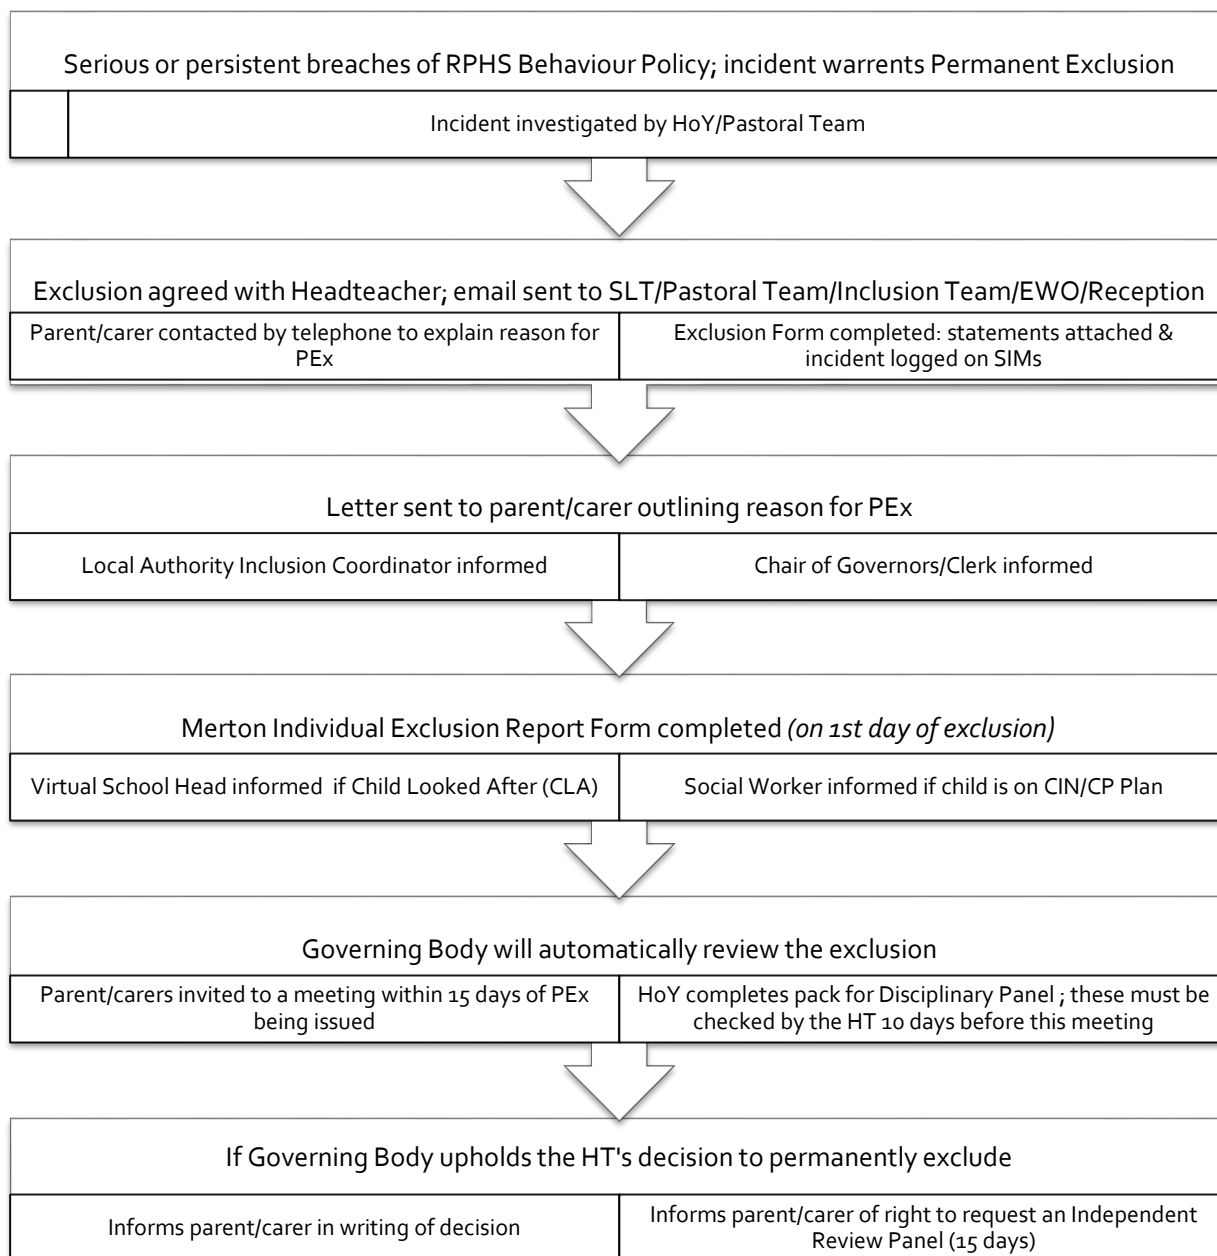 Serious or persistent breaches of RPHS Behaviour Policy; incident warrents Permanent Exclusion
Incident investigated by HoY/Pastoral Team
Exclusion agreed with Headteacher; email sent to SLT/Pastoral Team/Inclusion Team/EWO/Reception
Parent/carer contacted by telephone to explain reason for
PEx
Exclusion Form completed: statements attached &
incident logged on SIMs
Letter sent to parent/carer outlining reason for PEx
Local Authority Inclusion Coordinator informed
Chair of Governors/Clerk informed
Merton Individual Exclusion Report Form completed (on 1st day of exclusion)
Virtual School Head informed if Child Looked After (CLA)
Social Worker informed if child is on CIN/CP Plan
Governing Body will automatically review the exclusion
Parent/carers invited to a meeting within 15 days of PEx
being issued
HoY completes pack for Disciplinary Panel ; these must be
checked by the HT 10 days before this meeting
If Governing Body upholds the HT's decision to permanently exclude
Informs parent/carer in writing of decision
Informs parent/carer of right to request an Independent
Review Panel (15 days)